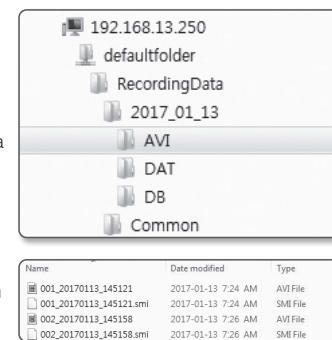 192.168.13.250
defaultfolder
RecordingData
2017_01_13
AVI
DAT
DB
Common
Name Date modified Type
001_20170113_145121 2017-01-13 7:24 AM AVI File
001_20170113_145121.smi 2017-01-13 7:24 AM SMI File
002_20170113_145158 2017-01-13 7:26 AM AVI File
002_20170113_145158.smi 2017-01-13 7:26 AM SMI File